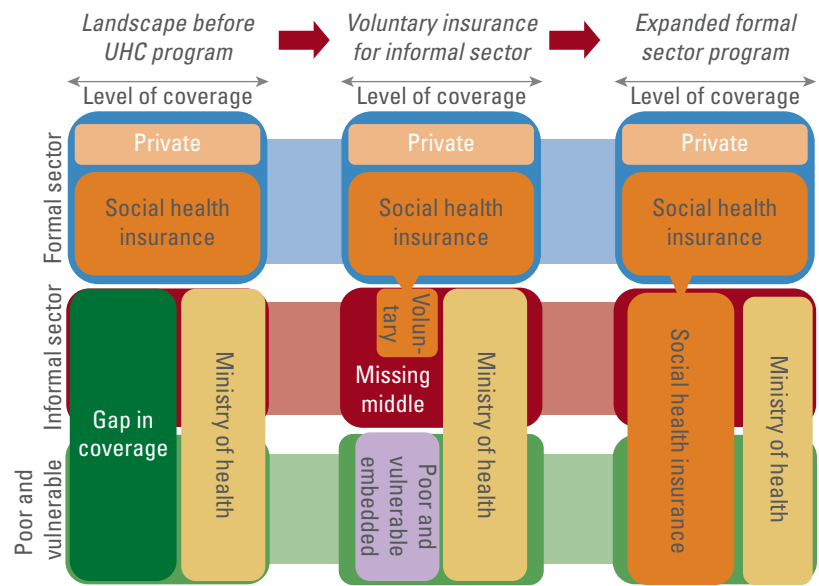 Landscape before
UHC program
Voluntary insurance
for informal sector
Expanded formal
sector program
Level of coverage
Level of coverage
Level of coverage
Formal sector
Private
Social health
insurance
Private
Social health
insurance
Private
Social health
insurance
Informal sector
Gap in
coverage
Ministry of health
Volun-
tary
Missing
middle
Ministry of health
Social health insurance
Ministry of
health
Poor and
vulnerable
Poor and
vulnerable
embedded